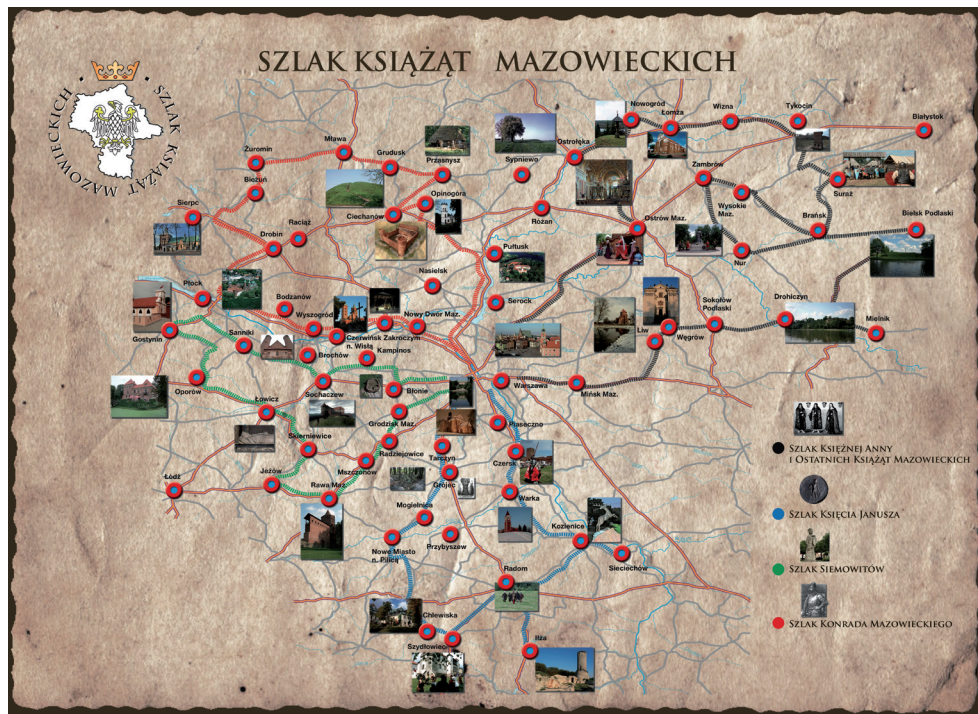 SZLAK KSIĄŻĄT MAZOWIECKICH
SZLAK KSIĄŻĄT MAZOWIECKICH
Nowogród
Łomża
Wizna
Tykocin
Białystok
Mława
Grudusk
Przasnysz
Sypniewo
Ostrołęka
Żuromin
Bieżuń
Zambrów
Wysokie
Maz.
Suraż
Sierpc
Raciąż
Ciechanów
Opinogóra
Różan
Ostrów Maz.
Brańsk
Bielsk Podlaski
Drobin
Pułtusk
Nur
Nasielsk
Płock
Bodzanów
Wyszogród
Serock
Nowy Dwór Maz.
Zakroczym
Czerwińsk
n. Wisłą
Sokołów
Podlaski
Drohiczyn
Mielnik
Gostynin
Sanniki
Brochów
Kampinos
Liw
Węgrów
Oporów
Sochaczew
Błonie
Warszawa
Mińsk Maz.
Łowicz
Grodzisk Maz.
Piaseczno
Skierniewice
Radziejowice
Tarczyn
Czersk
Mszczonów
Grójec
Łódź
Jeżów
Rawa Maz.
Warka
Mogielnica
Kozienice
Nowe Miasto
n. Pilicą
Przybyszew
Sieciechów
Radom
Chlewiska
Szydłowiec
Iłża
SZLAK KSIĘŻNEJ ANNY
I OSTATNICH KSIĄŻĄT MAZOWIECKICH
SZLAK KSIĘCIA JANUSZA
SZLAK SIEMOWITÓW
SZLAK KONRADA MAZOWIECKIEGO